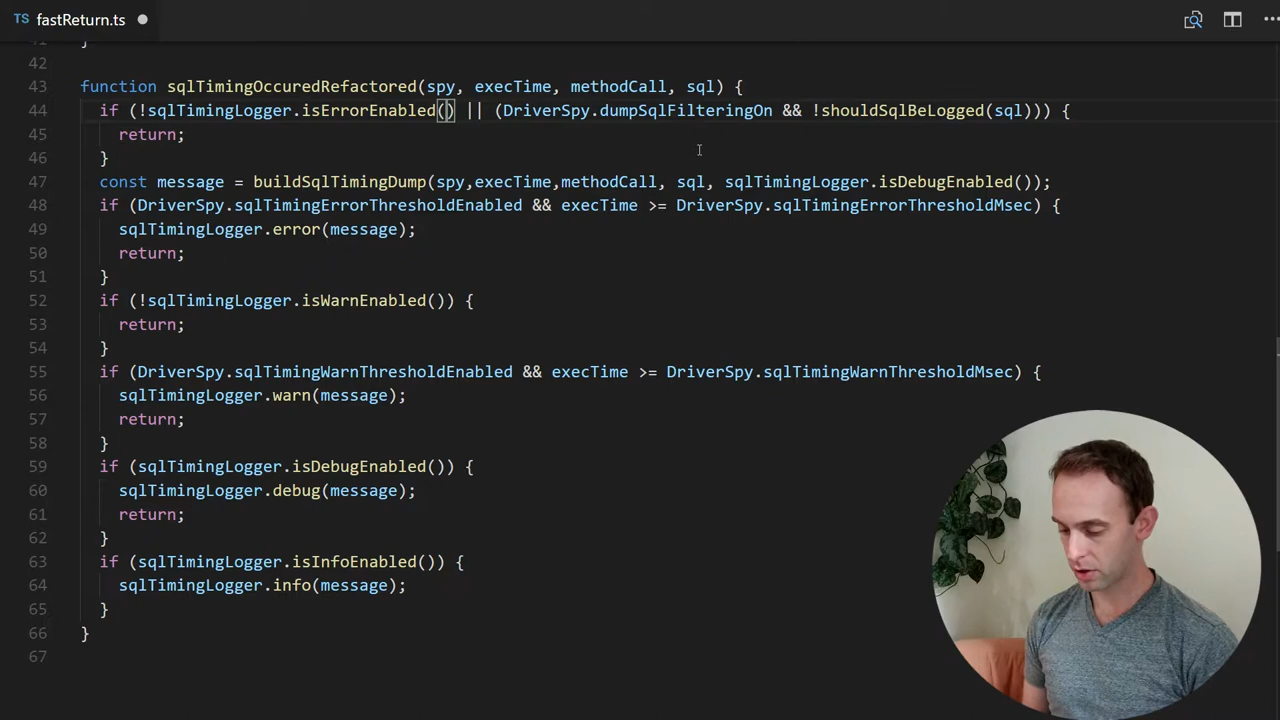 TS fastReturn.ts
41 }
42
43 function sqlTimingOccuredRefactored(spy, execTime, methodCall, sql) {
44 if (!sqlTimingLogger.isErrorEnabled() || (DriverSpy.dumpSqlFilteringOn && !shouldSqlBeLogged(sql))) {
45 return;
46 }
47 const message = buildSqlTimingDump(spy,execTime,methodCall, sql, sqlTimingLogger.isDebugEnabled());
48 if (DriverSpy.sqlTimingErrorThresholdEnabled && execTime >= DriverSpy.sqlTimingErrorThresholdMsec) {
49 sqlTimingLogger.error(message);
50 return;
51 }
52 if (!sqlTimingLogger.isWarnEnabled()) {
53 return;
54 }
55 if (DriverSpy.sqlTimingWarnThresholdEnabled && execTime >= DriverSpy.sqlTimingWarnThresholdMsec) {
56 sqlTimingLogger.warn(message);
57 return;
58 }
59 if (sqlTimingLogger.isDebugEnabled()) {
60 sqlTimingLogger.debug(message);
61 return;
62 }
63 if (sqlTimingLogger.isInfoEnabled()) {
64 sqlTimingLogger.info(message);
65 }
66 }
67